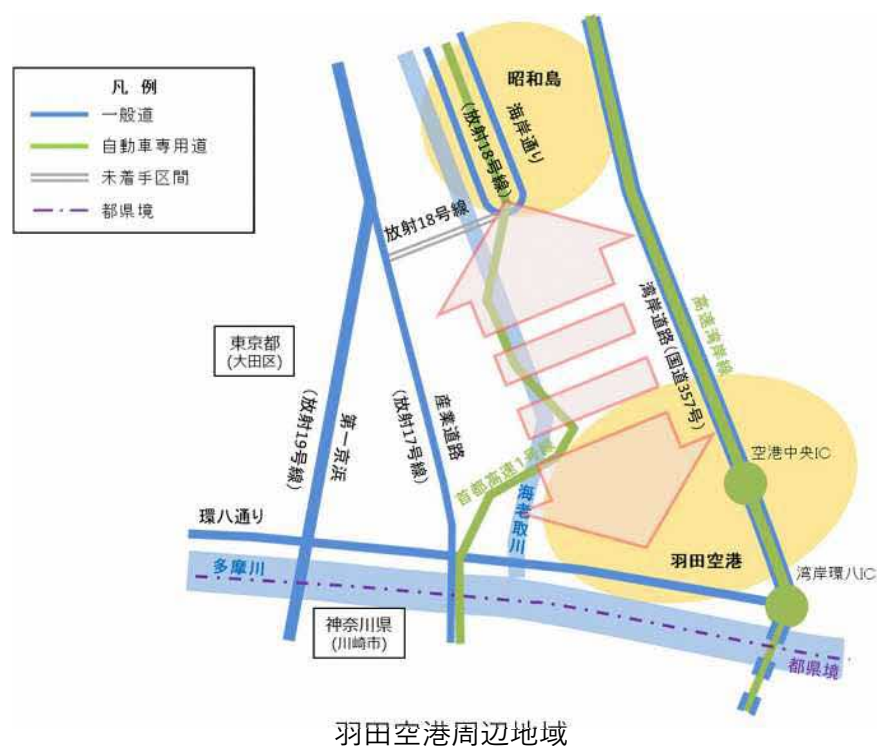 凡 例
一般道
自動車専用道
未着手区間
都県境
昭和島
海岸通り
(放射18号線)
放射18号線
湾岸道路(国道357号)
高速湾岸線
東京都
(大田区)
第一京浜
(放射19号線)
産業道路
(放射17号線)
首都高速1号線
海老取川
空港中央IC
環八通り
羽田空港
湾岸環八IC
多摩川
神奈川県
(川崎市)
都県境
羽田空港周辺地域